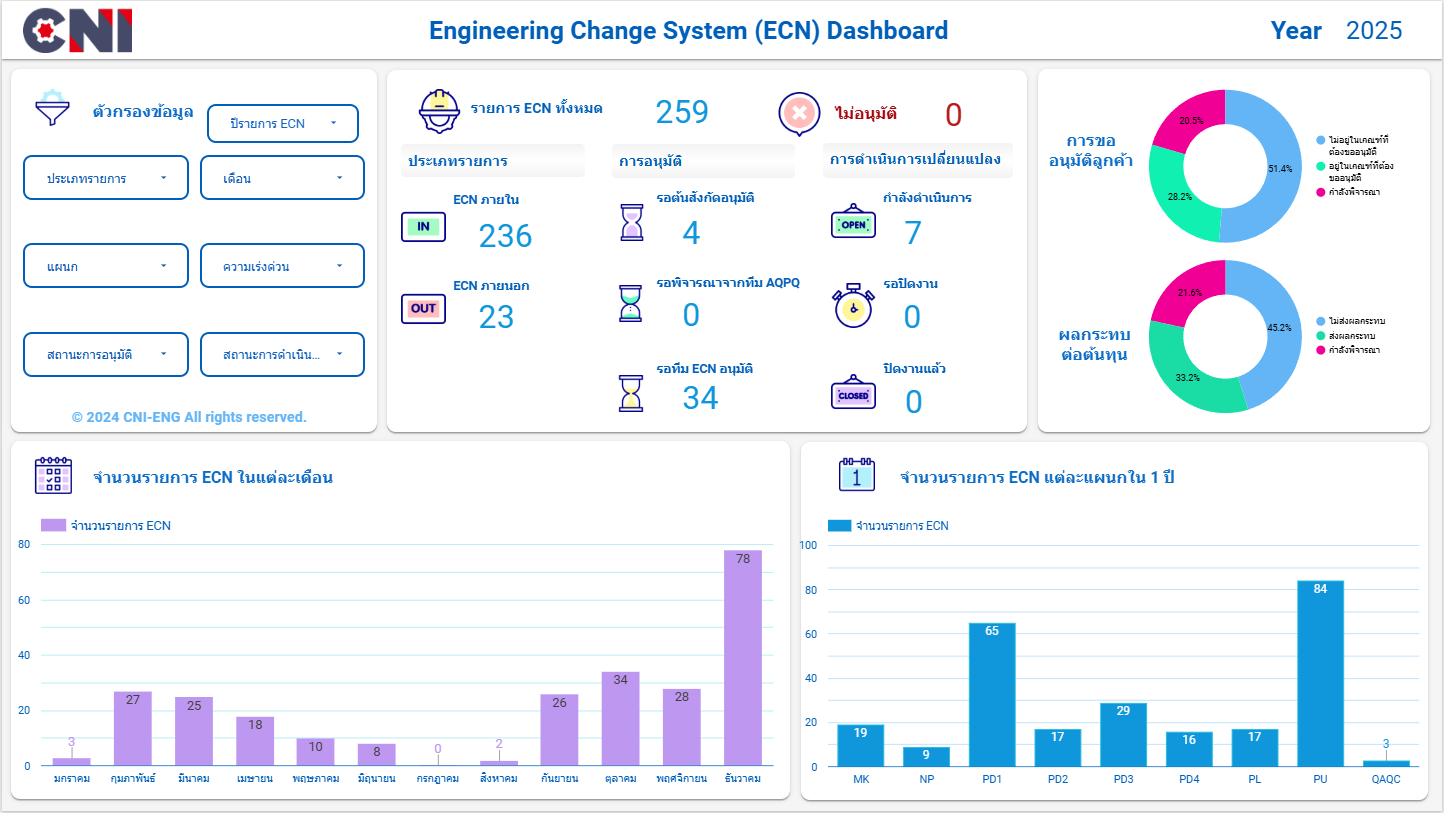 CNI
Engineering Change System (ECN) Dashboard
Year 2025
ตัวกรองข้อมูล
ปีรายการ ECN
ประเภทรายการ
เดือน
แผนก
ความเร่งด่วน
สถานะการอนุมัติ
สถานะการดำเนิน...
© 2024 CNI-ENG All rights reserved.
รายการ ECN ทั้งหมด
259
ไม่อนุมัติ
0
ประเภทรายการ
การอนุมัติ
การดำเนินการเปลี่ยนแปลง
ECN ภายใน
IN
236
ECN ภายนอก
OUT
23
รอต้นสังกัดอนุมัติ
4
รอพิจารณาจากทีม AQPQ
0
รอทีม ECN อนุมัติ
34
กำลังดำเนินการ
OPEN
7
รอปิดงาน
0
ปิดงานแล้ว
CLOSED
0
การขอ
อนุมัติลูกค้า
20.5%
51.4%
28.2%
ไม่อยู่ในเกณฑ์ที่
ต้องขออนุมัติ
อยู่ในเกณฑ์ที่ต้อง
ขออนุมัติ
กำลังพิจารณา
ผลกระทบ
ต่อต้นทุน
21.6%
45.2%
33.2%
ไม่ส่งผลกระทบ
ส่งผลกระทบ
กำลังพิจารณา
จำนวนรายการ ECN ในแต่ละเดือน
จำนวนรายการ ECN
80
60
40
20
0
3
27
25
18
10
8
0
2
26
34
28
78
มกราคม
กุมภาพันธ์
มีนาคม
เมษายน
พฤษภาคม
มิถุนายน
กรกฎาคม
สิงหาคม
กันยายน
ตุลาคม
พฤศจิกายน
ธันวาคม
1
จำนวนรายการ ECN แต่ละแผนกใน 1 ปี
จำนวนรายการ ECN
100
80
60
40
20
0
19
9
65
17
29
16
17
84
3
MK
NP
PD1
PD2
PD3
PD4
PL
PU
QAQC